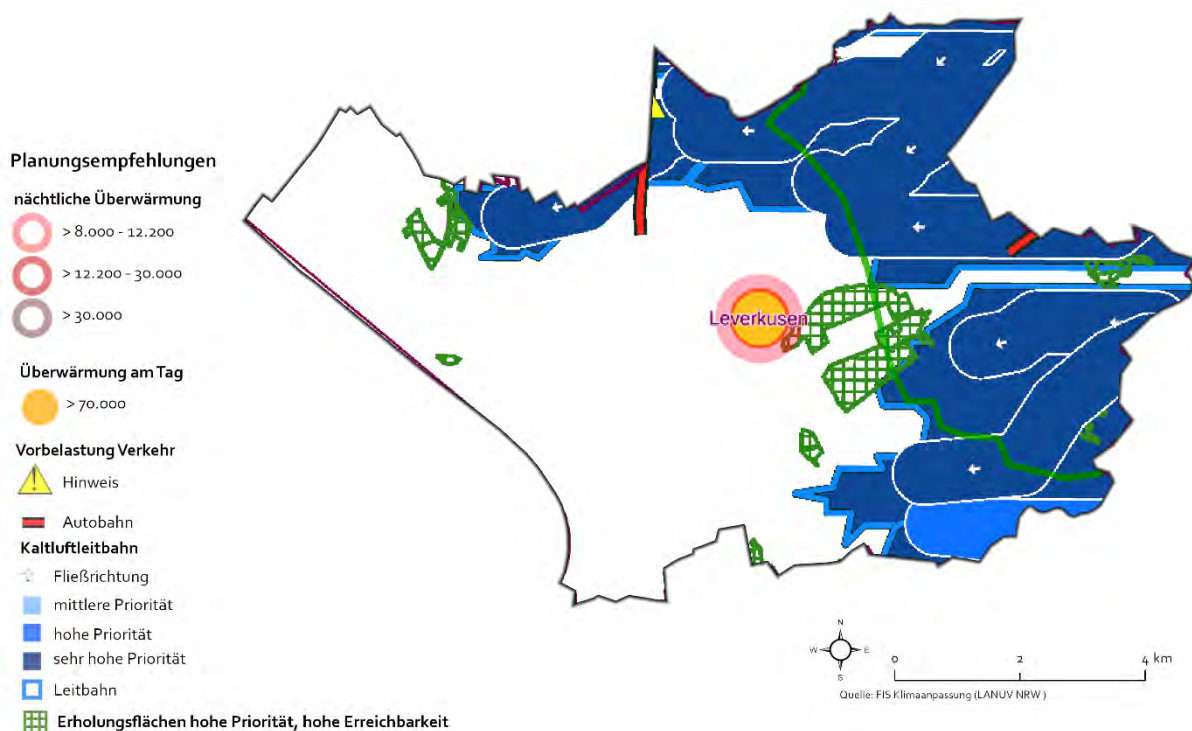 Planungsempfehlungen
nächtliche Überwärmung
> 8.000 - 12.200
> 12.200 - 30.000
> 30.000
Überwärmung am Tag
> 70.000
Vorbelastung Verkehr
Hinweis
Autobahn
Kaltluftleitbahn
Fließrichtung
mittlere Priorität
hohe Priorität
sehr hohe Priorität
Leitbahn
Erholungsflächen hohe Priorität, hohe Erreichbarkeit
Leverkusen
N
W E
S
0 2 4 km
Quelle: FIS Klimaanpassung (LANUV NRW )